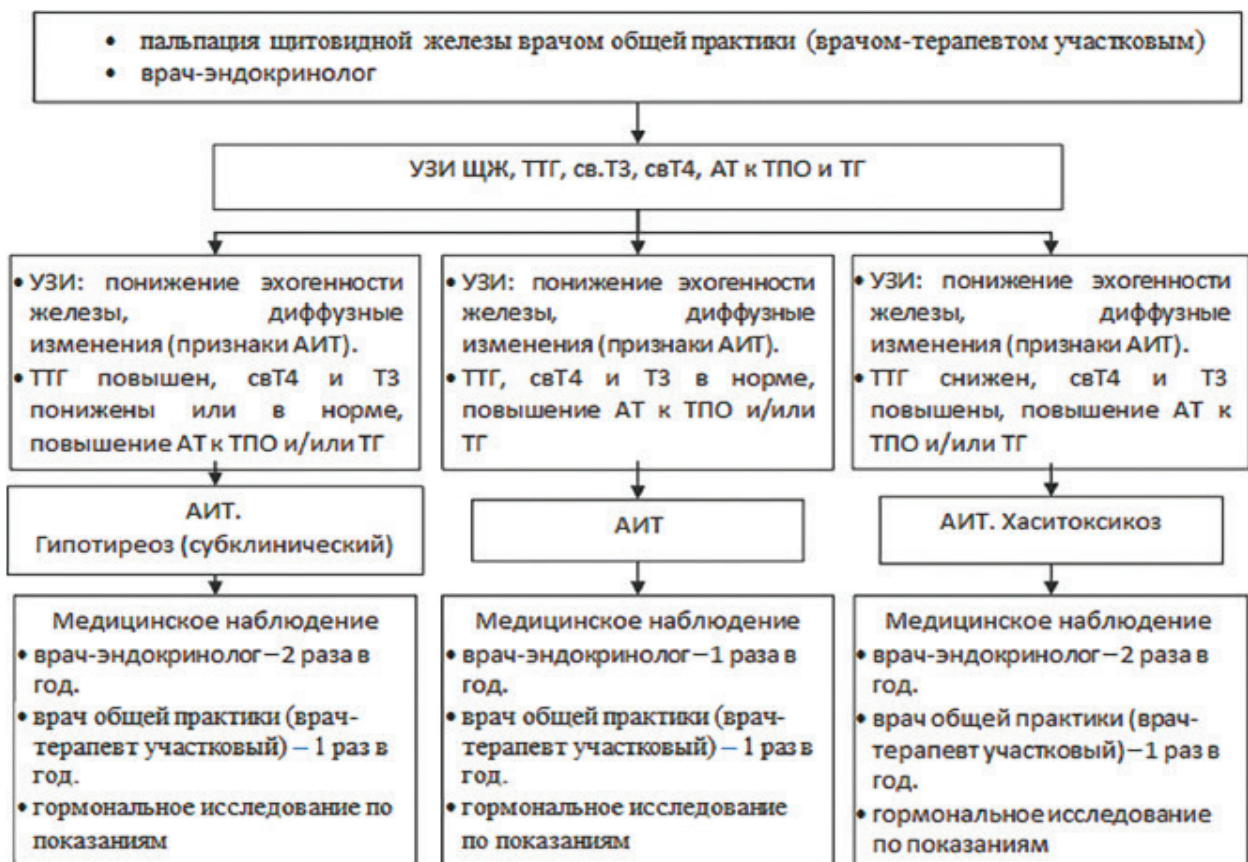 • пальпация щитовидной железы врачом общей практики (врачом-терапевтом участковым)
• врач-эндокринолог
УЗИ ЩЖ, ТТГ, св.Т3, свТ4, АТ к ТПО и ТГ
• УЗИ: понижение эхогенности
железы, диффузные
изменения (признаки АИТ).
• ТТГ повышен, свТ4 и Т3
понижены или в норме,
повышение АТ к ТПО и/или ТГ
• УЗИ: понижение эхогенности
железы, диффузные
изменения (признаки АИТ).
• ТТГ, свТ4 и Т3 в норме,
повышение АТ к ТПО и/или
ТГ
• УЗИ: понижение эхогенности
железы, диффузные
изменения (признаки АИТ).
• ТТГ снижен, свТ4 и Т3
повышены, повышение АТ к
ТПО и/или ТГ
АИТ.
Гипотиреоз (субклинический)
АИТ
АИТ. Хаситоксикоз
Медицинское наблюдение
• врач-эндокринолог–2 раза в
год.
• врач общей практики (врач-
терапевт участковый) – 1 раз в
год.
• гормональное исследование по
показаниям
Медицинское наблюдение
• врач-эндокринолог–1 раза в
год.
• врач общей практики (врач-
терапевт участковый) – 1 раз в
год.
• гормональное исследование
по показаниям
Медицинское наблюдение
• врач-эндокринолог–2 раза в
год.
• врач общей практики (врач-
терапевт участковый)–1 раз в
год.
• гормональное исследование
по показаниям